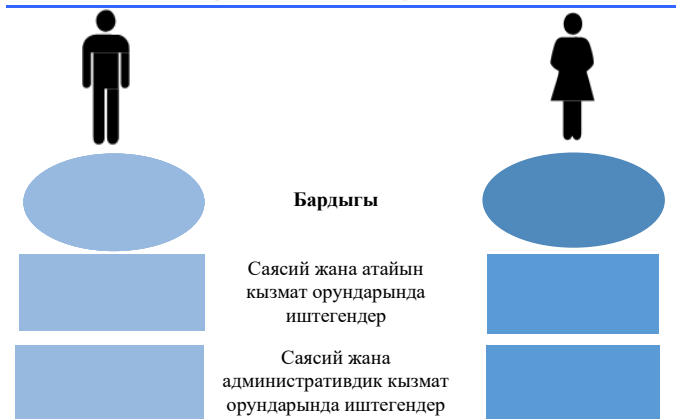 Бардыгы
Саясий жана атайын
кызмат орундарында
иштегендер
Саясий жана
административдик кызмат
орундарында иштегендер